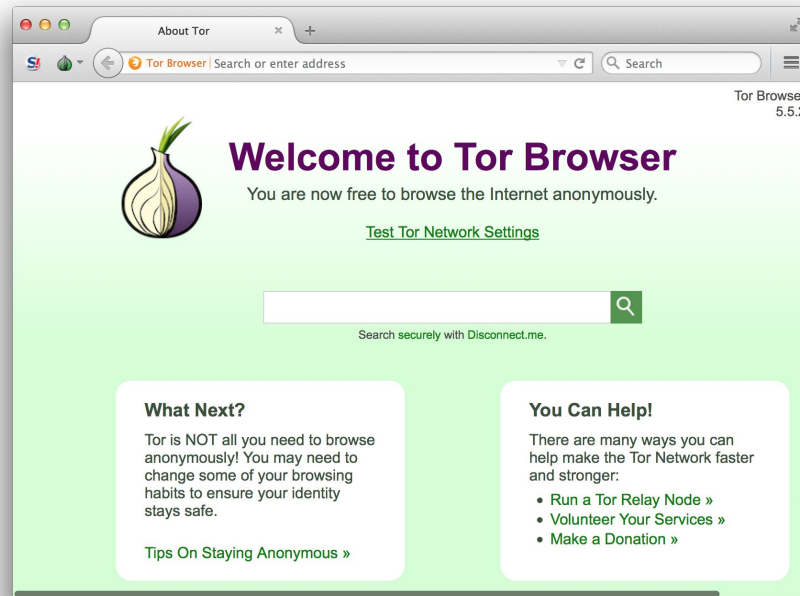 About Tor
Tor Browser Search or enter address
Search
Tor Browse
5.5.2
Welcome to Tor Browser
You are now free to browse the Internet anonymously.
Test Tor Network Settings
Search securely with Disconnect.me.
What Next?
Tor is NOT all you need to browse
anonymously! You may need to
change some of your browsing
habits to ensure your identity
stays safe.
Tips On Staying Anonymous »
You Can Help!
There are many ways you can
help make the Tor Network faster
and stronger:
• Run a Tor Relay Node »
• Volunteer Your Services »
• Make a Donation »